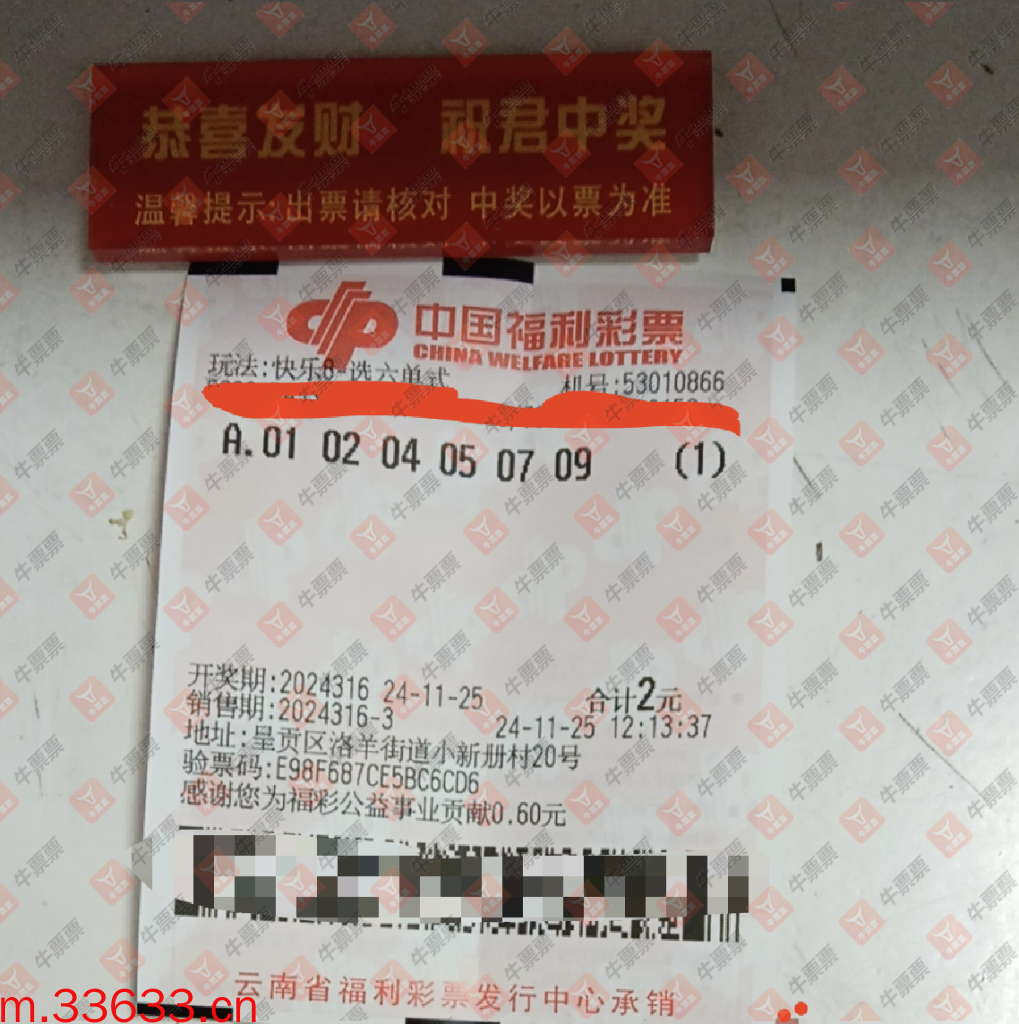 恭喜发财 祝君中奖
温馨提示:出票请核对 中奖以票为准
中国福利彩票
CHINA WELFARE LOTTERY
玩法:快乐8-选六单式 机号:53010866
A.01 02 04 05 07 09 (1)
开奖期:2024316 24-11-25 合计2元
销售期:2024316-3 24-11-25 12:13:37
地址:呈贡区洛羊街道小新册村20号
验票码:E98F687CE5BC6CD6
感谢您为福彩公益事业贡献0.60元
云南省福利彩票发行中心承销
m.33633.cn
牛票票